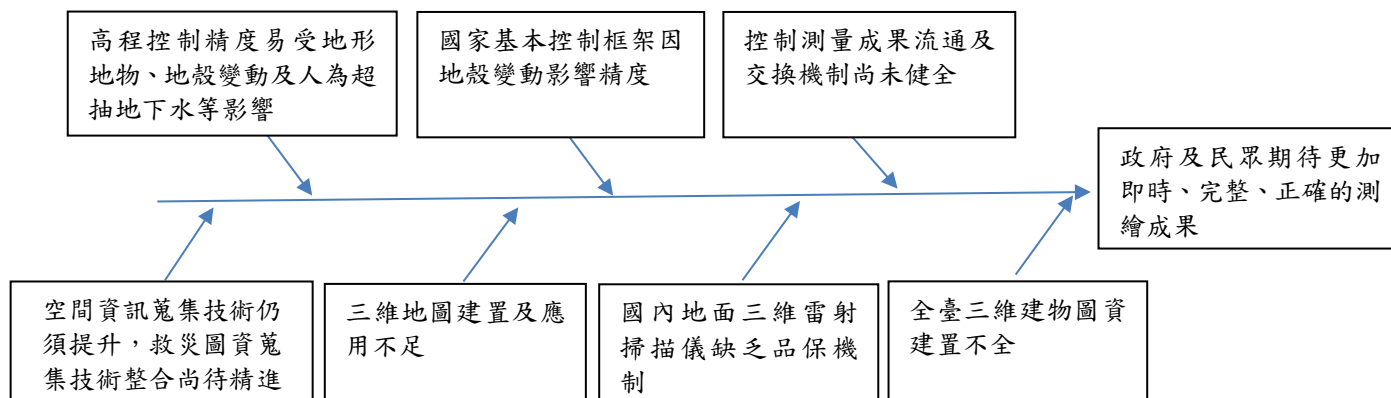 高程控制精度易受地形
地物、地殼變動及人為超
抽地下水等影響
國家基本控制框架因
地殼變動影響精度
控制測量成果流通及
交換機制尚未健全
政府及民眾期待更加
即時、完整、正確的測
繪成果
空間資訊蒐集技術仍
須提升，救災圖資蒐
集技術整合尚待精進
三維地圖建置及應
用不足
國內地面三維雷射
掃描儀缺乏品保機
制
全臺三維建物圖資
建置不全